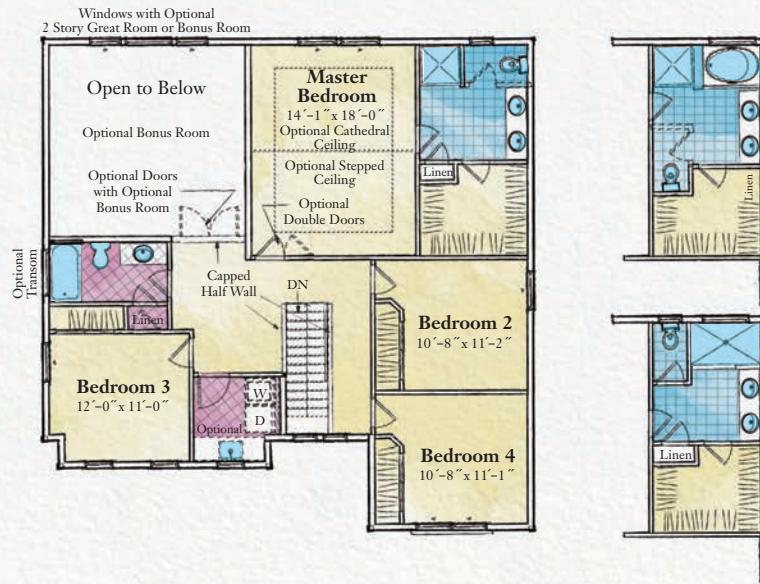 Windows with Optional
2 Story Great Room or Bonus Room
Open to Below
Optional Bonus Room
Optional Doors
with Optional
Bonus Room
Master
Bedroom
14´-1˝ x 18´-0˝
Optional Cathedral
Ceiling
Optional Stepped
Ceiling
Optional
Double Doors
Linen
Linen
Optional
Transom
Capped
Half Wall
DN
Linen
Bedroom 2
10´-8˝ x 11´-2˝
Bedroom 3
12´-0˝ x 11´-0˝
W
D
Optional
Bedroom 4
10´-8˝ x 11´-1˝
Linen